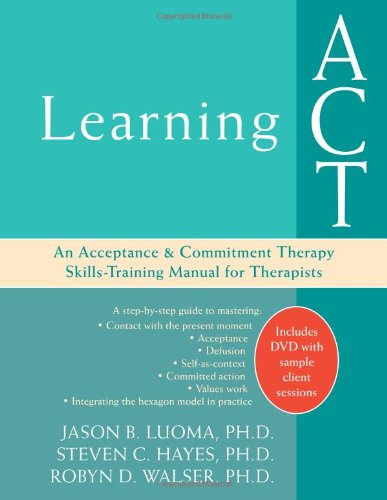 Learning
ACT
An Acceptance & Commitment Therapy
Skills-Training Manual for Therapists
A step-by-step guide to mastering:
• Contact with the present moment
• Acceptance
• Defusion
• Self-as-context
• Committed action
• Values work
• Integrating the hexagon model in practice
Includes
DVD with
sample
client
sessions
JASON B. LUOMA, PH.D.
STEVEN C. HAYES, PH.D.
ROBYN D. WALSER, PH.D.